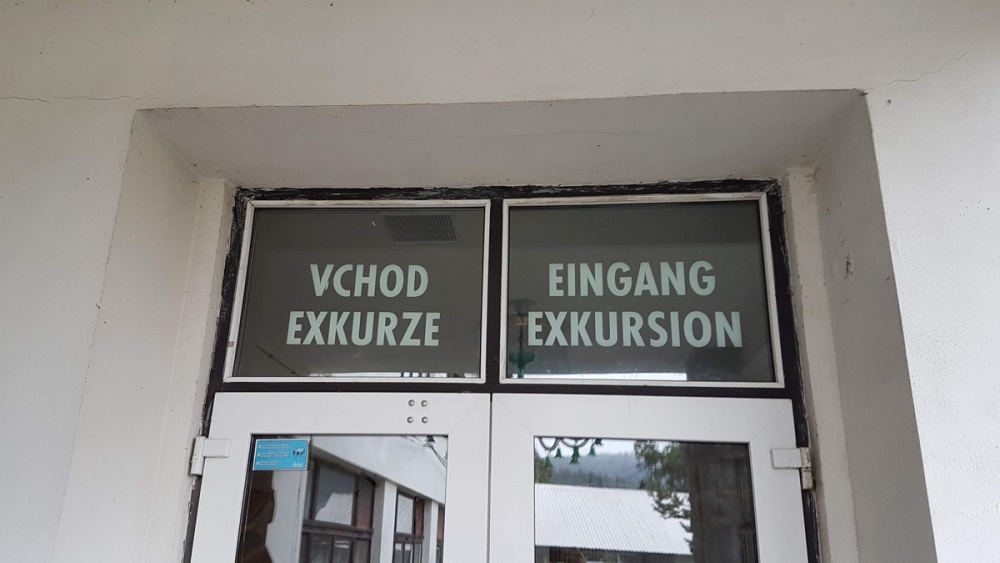 VCHOD
EXKURZE
EINGANG
EXKURSION